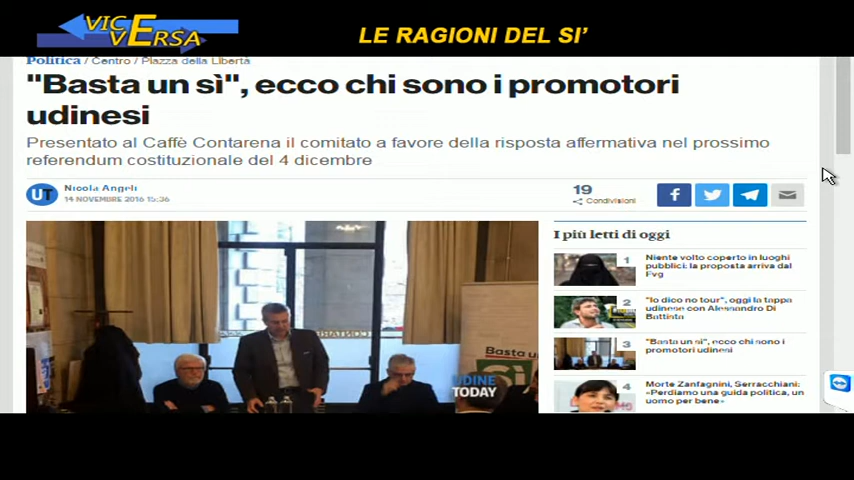 VICEVERSA
LE RAGIONI DEL SI'
Politica / Centro / Piazza della Libertà
"Basta un sì", ecco chi sono i promotori
udinesi
Presentato al Caffè Contarena il comitato a favore della risposta affermativa nel prossimo
referendum costituzionale del 4 dicembre
UT
Nicola Angeli
14 NOVEMBRE 2016 15:36
19
Condivisioni
I più letti di oggi
1
Niente volto coperto in luoghi
pubblici: la proposta arriva dal
Fvg
2
"Io dico no tour", oggi la tappa
udinese con Alessandro Di
Battista
3
"Basta un sì", ecco chi sono i
promotori udinesi
4
Morte Zanfagnini, Serracchiani:
«Perdiamo una guida politica, un
uomo per bene»
Basta un
Sì
UDINE
TODAY